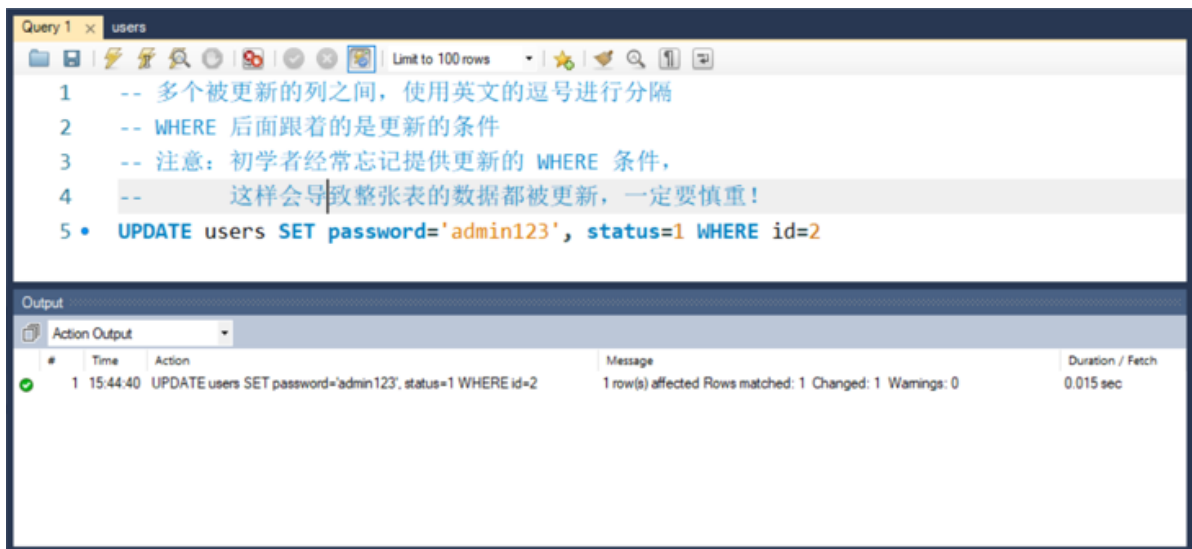 Query 1 × users
Limit to 100 rows
1 -- 多个被更新的列之间，使用英文的逗号进行分隔
2 -- WHERE 后面跟着的是更新的条件
3 -- 注意：初学者经常忘记提供更新的 WHERE 条件，
4 -- 这样会导致整张表的数据都被更新，一定要慎重！
5 UPDATE users SET password='admin123', status=1 WHERE id=2
Output
Action Output
# Time Action Message Duration / Fetch
1 15:44:40 UPDATE users SET password='admin123', status=1 WHERE id=2 1 row(s) affected Rows matched: 1 Changed: 1 Warnings: 0 0.015 sec